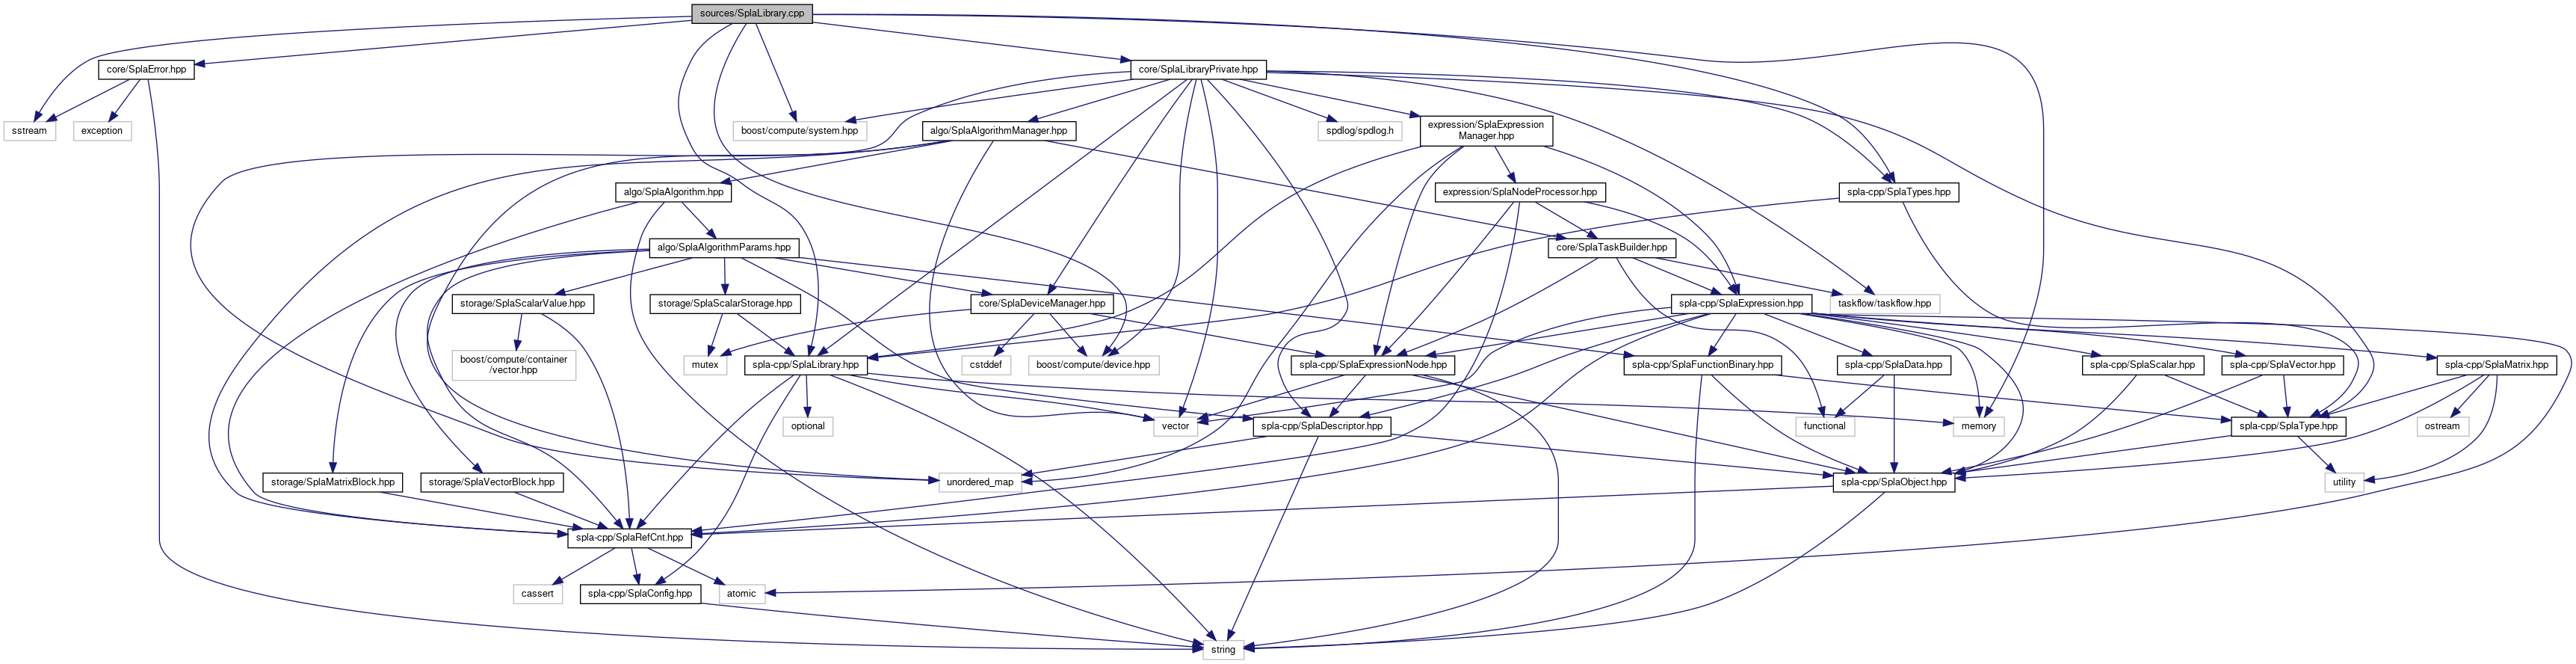 sources/SplaLibrary.cpp
core/SplaError.hpp
core/SplaLibraryPrivate.hpp
sstream
exception
boost/compute/system.hpp
algo/SplaAlgorithmManager.hpp
spdlog/spdlog.h
expression/SplaExpression
Manager.hpp
algo/SplaAlgorithm.hpp
expression/SplaNodeProcessor.hpp
spla-cpp/SplaTypes.hpp
algo/SplaAlgorithmParams.hpp
core/SplaTaskBuilder.hpp
storage/SplaScalarValue.hpp
storage/SplaScalarStorage.hpp
core/SplaDeviceManager.hpp
spla-cpp/SplaExpression.hpp
taskflow/taskflow.hpp
boost/compute/container
/vector.hpp
mutex
spla-cpp/SplaLibrary.hpp
cstddef
boost/compute/device.hpp
spla-cpp/SplaExpressionNode.hpp
spla-cpp/SplaFunctionBinary.hpp
spla-cpp/SplaData.hpp
spla-cpp/SplaScalar.hpp
spla-cpp/SplaVector.hpp
spla-cpp/SplaMatrix.hpp
optional
vector
spla-cpp/SplaDescriptor.hpp
functional
memory
spla-cpp/SplaType.hpp
ostream
storage/SplaMatrixBlock.hpp
storage/SplaVectorBlock.hpp
unordered_map
spla-cpp/SplaObject.hpp
utility
spla-cpp/SplaRefCnt.hpp
cassert
spla-cpp/SplaConfig.hpp
atomic
string